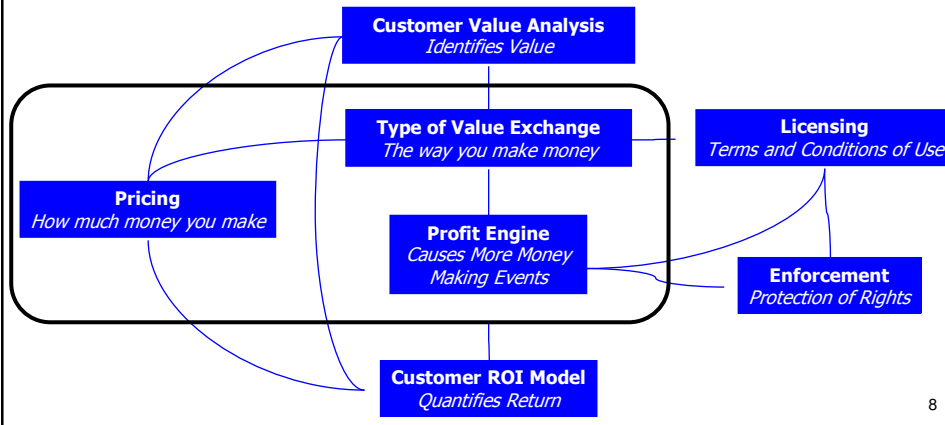 Customer Value Analysis
Identifies Value
Type of Value Exchange
The way you make money
Licensing
Terms and Conditions of Use
Pricing
How much money you make
Profit Engine
Causes More Money
Making Events
Enforcement
Protection of Rights
Customer ROI Model
Quantifies Return
8